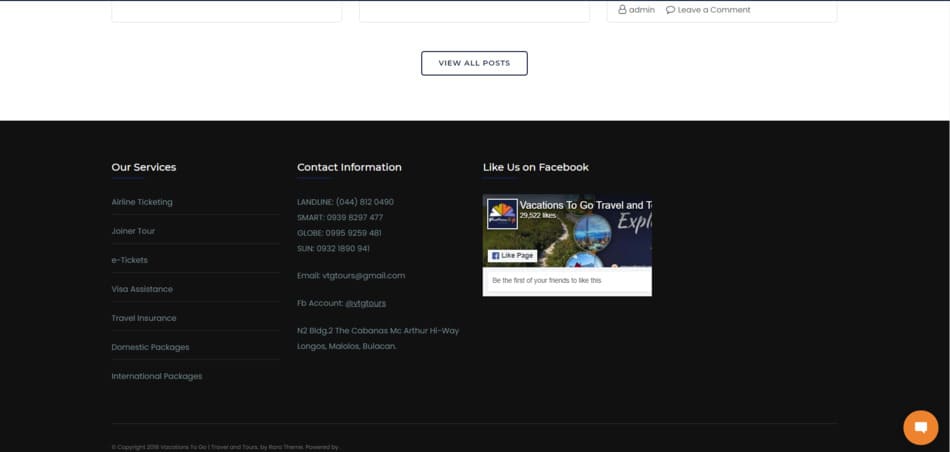 admin Leave a Comment
VIEW ALL POSTS
Our Services
Airline Ticketing
Joiner Tour
e-Tickets
Visa Assistance
Travel Insurance
Domestic Packages
International Packages
Contact Information
LANDLINE: (044) 812 0490
SMART: 0939 8297 477
GLOBE: 0995 9259 481
SUN: 0932 1890 941
Email: vtgtours@gmail.com
Fb Account: @vtgtours
N2 Bldg.2 The Cabanas Mc Arthur Hi-Way
Longos, Malolos, Bulacan.
Like Us on Facebook
Vacations To Go Travel and To
29,522 likes
Expl
Like Page
Be the first of your friends to like this
© Copyright 2018 Vacations To Go | Travel and Tours. by Rara Theme. Powered by